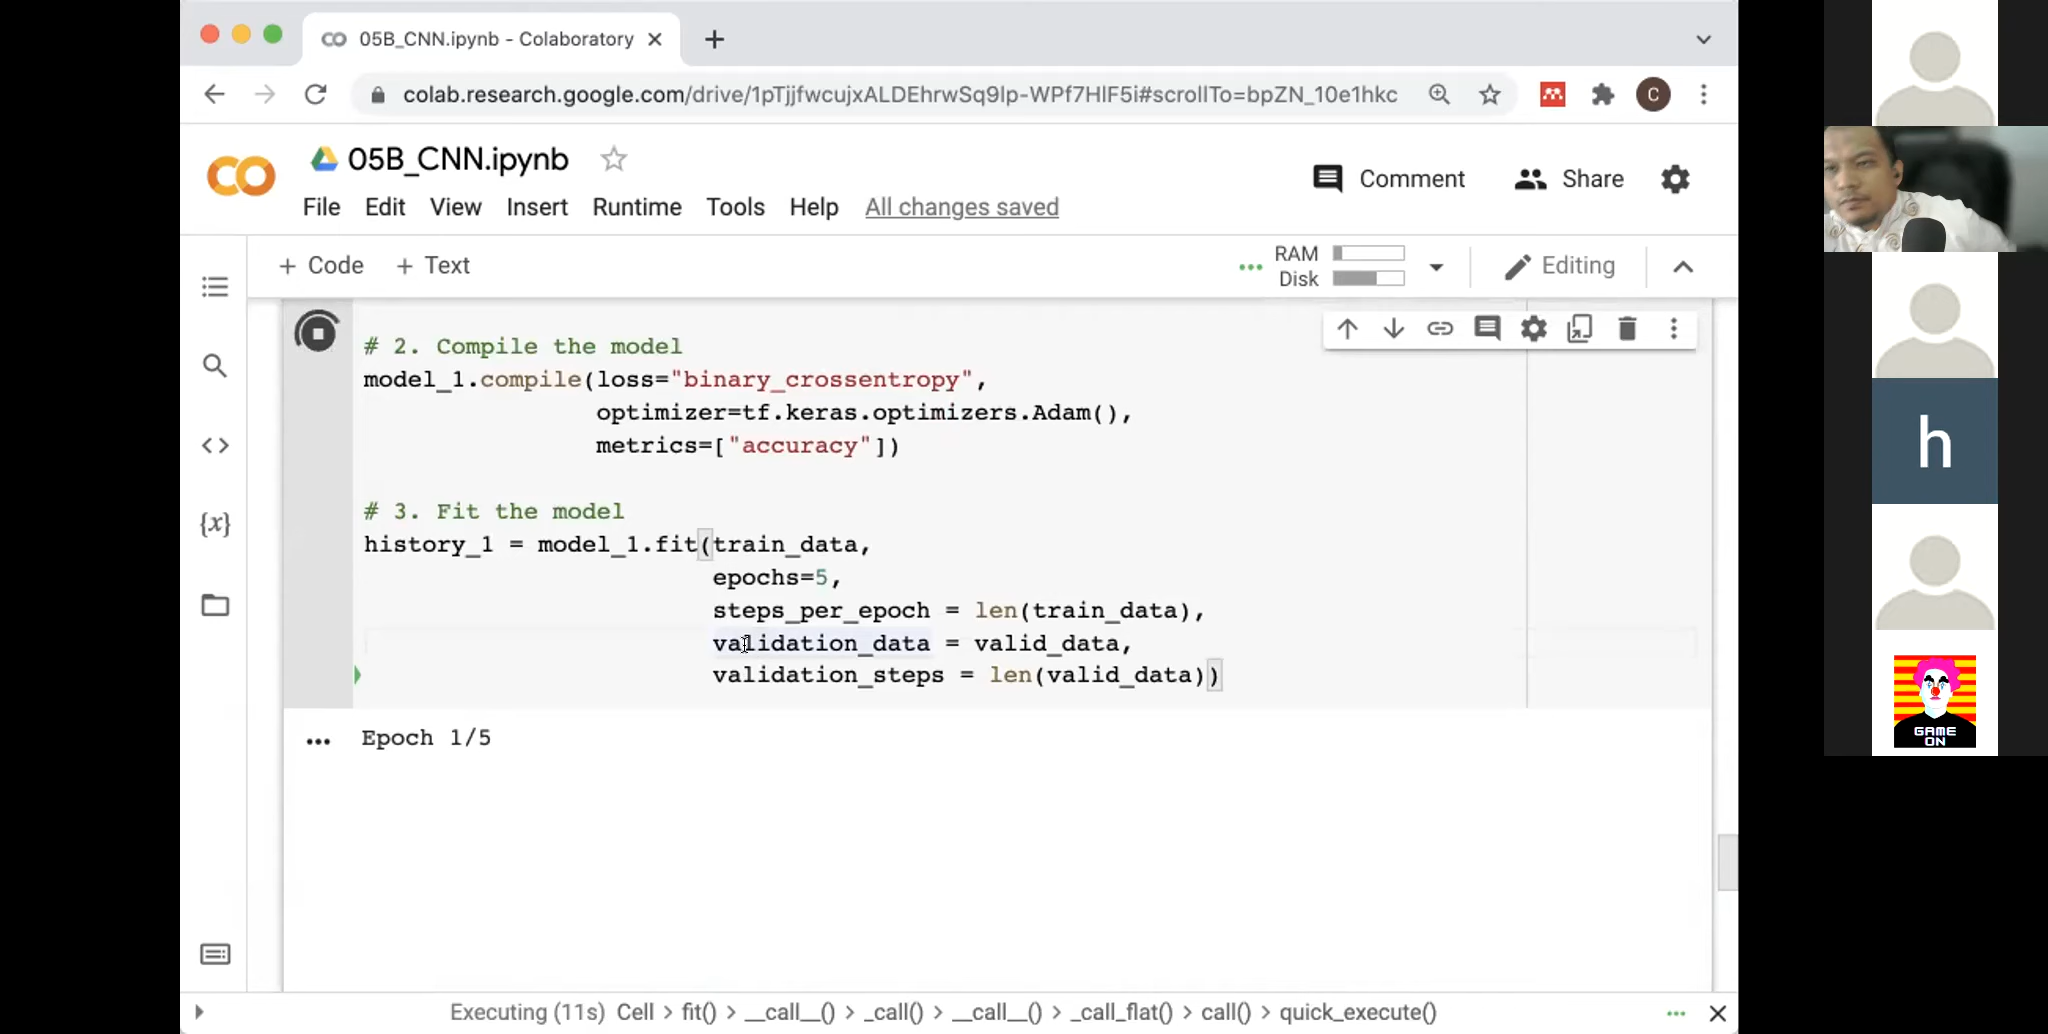 05B_CNN.ipynb - Colaboratory
colab.research.google.com/drive/1pTjjfwcujxALDEhrwSq9lp-WPf7HlF5i#scrollTo=bpZN_10e1hkc
C
05B_CNN.ipynb
Comment
Share
File Edit View Insert Runtime Tools Help All changes saved
+ Code + Text
RAM
Disk
Editing
# 2. Compile the model
model_1.compile(loss="binary_crossentropy",
optimizer=tf.keras.optimizers.Adam(),
metrics=["accuracy"])
# 3. Fit the model
history_1 = model_1.fit(train_data,
epochs=5,
steps_per_epoch = len(train_data),
validation_data = valid_data,
validation_steps = len(valid_data))
... Epoch 1/5
Executing (11s) Cell > fit() > __call__() > _call() > __call__() > _call_flat() > call() > quick_execute()
h
GAME
ON